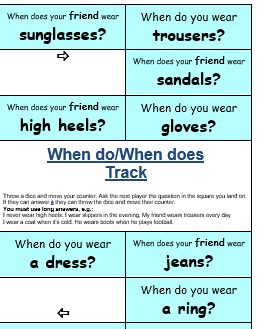 When does your friend wear
sunglasses?
When do you wear
trousers?
⇨
When does your friend wear
sandals?
When does your friend wear
high heels?
When do you wear
gloves?
When do/When does
Track
Throw a dice and move your counter. Ask the next player the question in the square you land on.
If they can answer it they can throw the dice and move their counter.
You must use long answers, e.g.:
I never wear high heels. I wear slippers in the evening. My friend wears trousers every day
I wear a coat when it's cold. He wears boots when he plays football.
When do you wear
a dress?
When does your friend wear
jeans?
⇦
When do you wear
a ring?